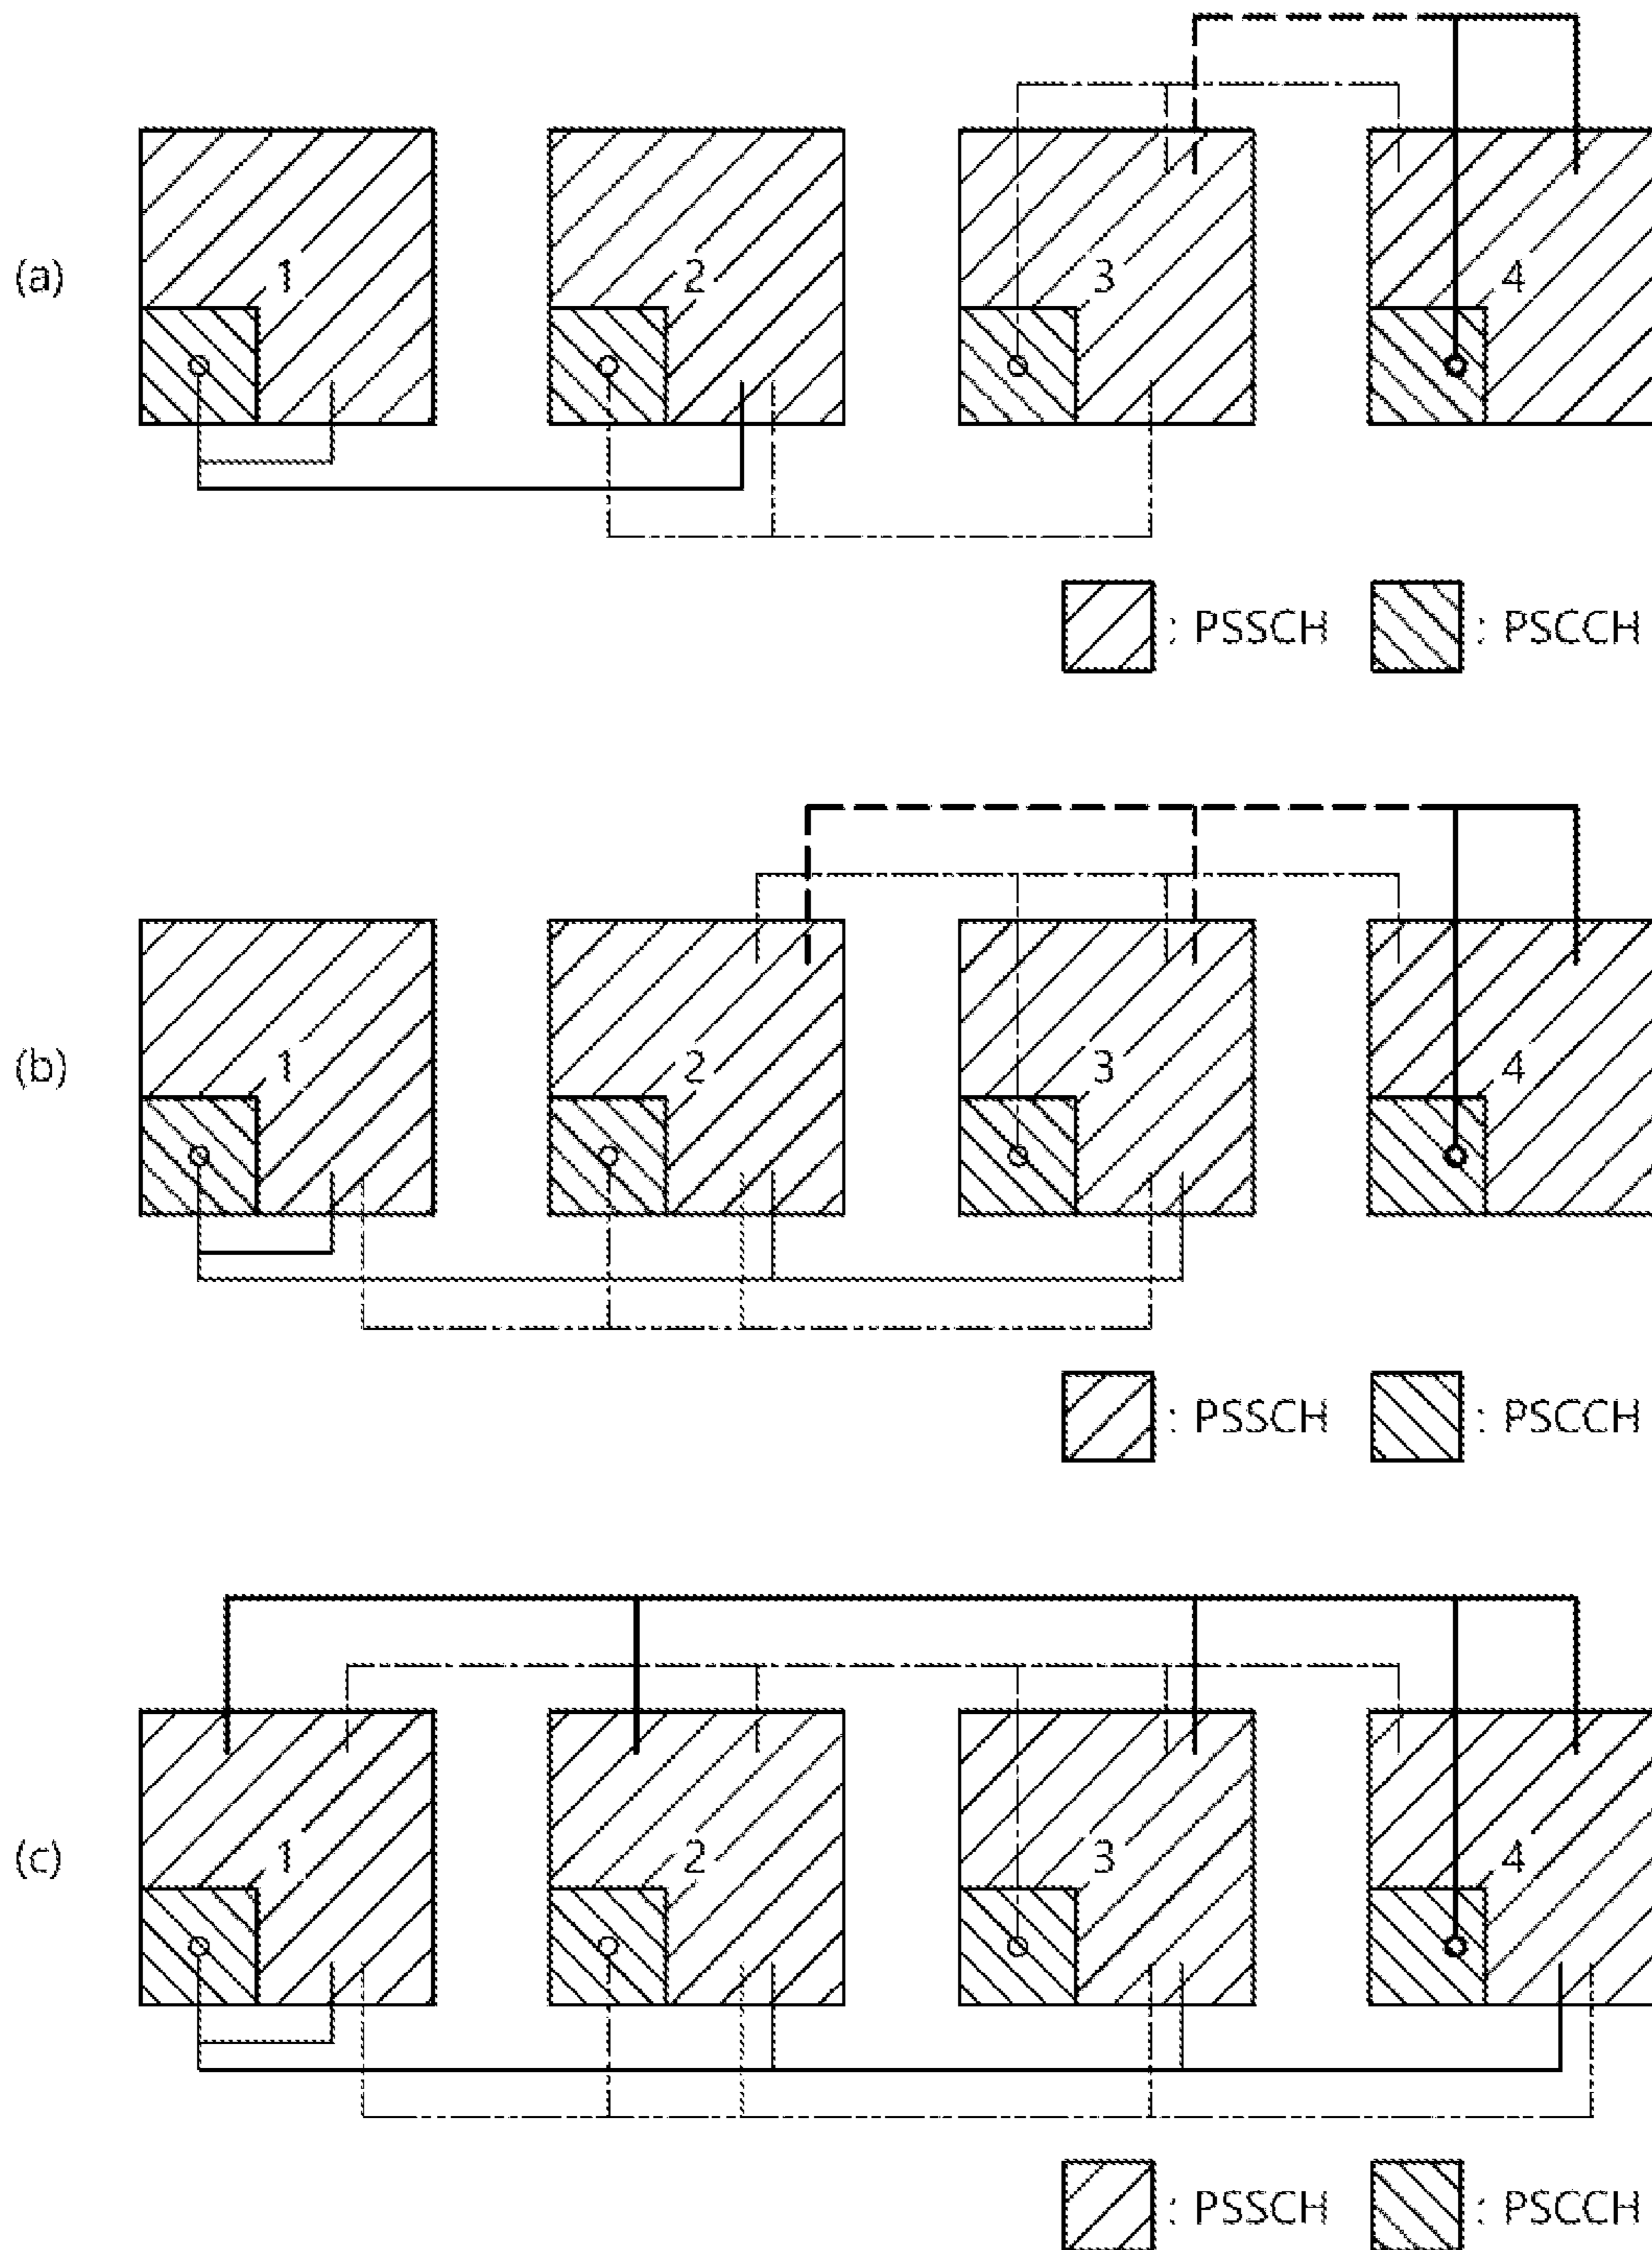 (a) 1 2 3 4
: PSSCH : PSCCH
(b) 1 2 3 4
: PSSCH : PSCCH
(c) 1 2 3 4
: PSSCH : PSCCH